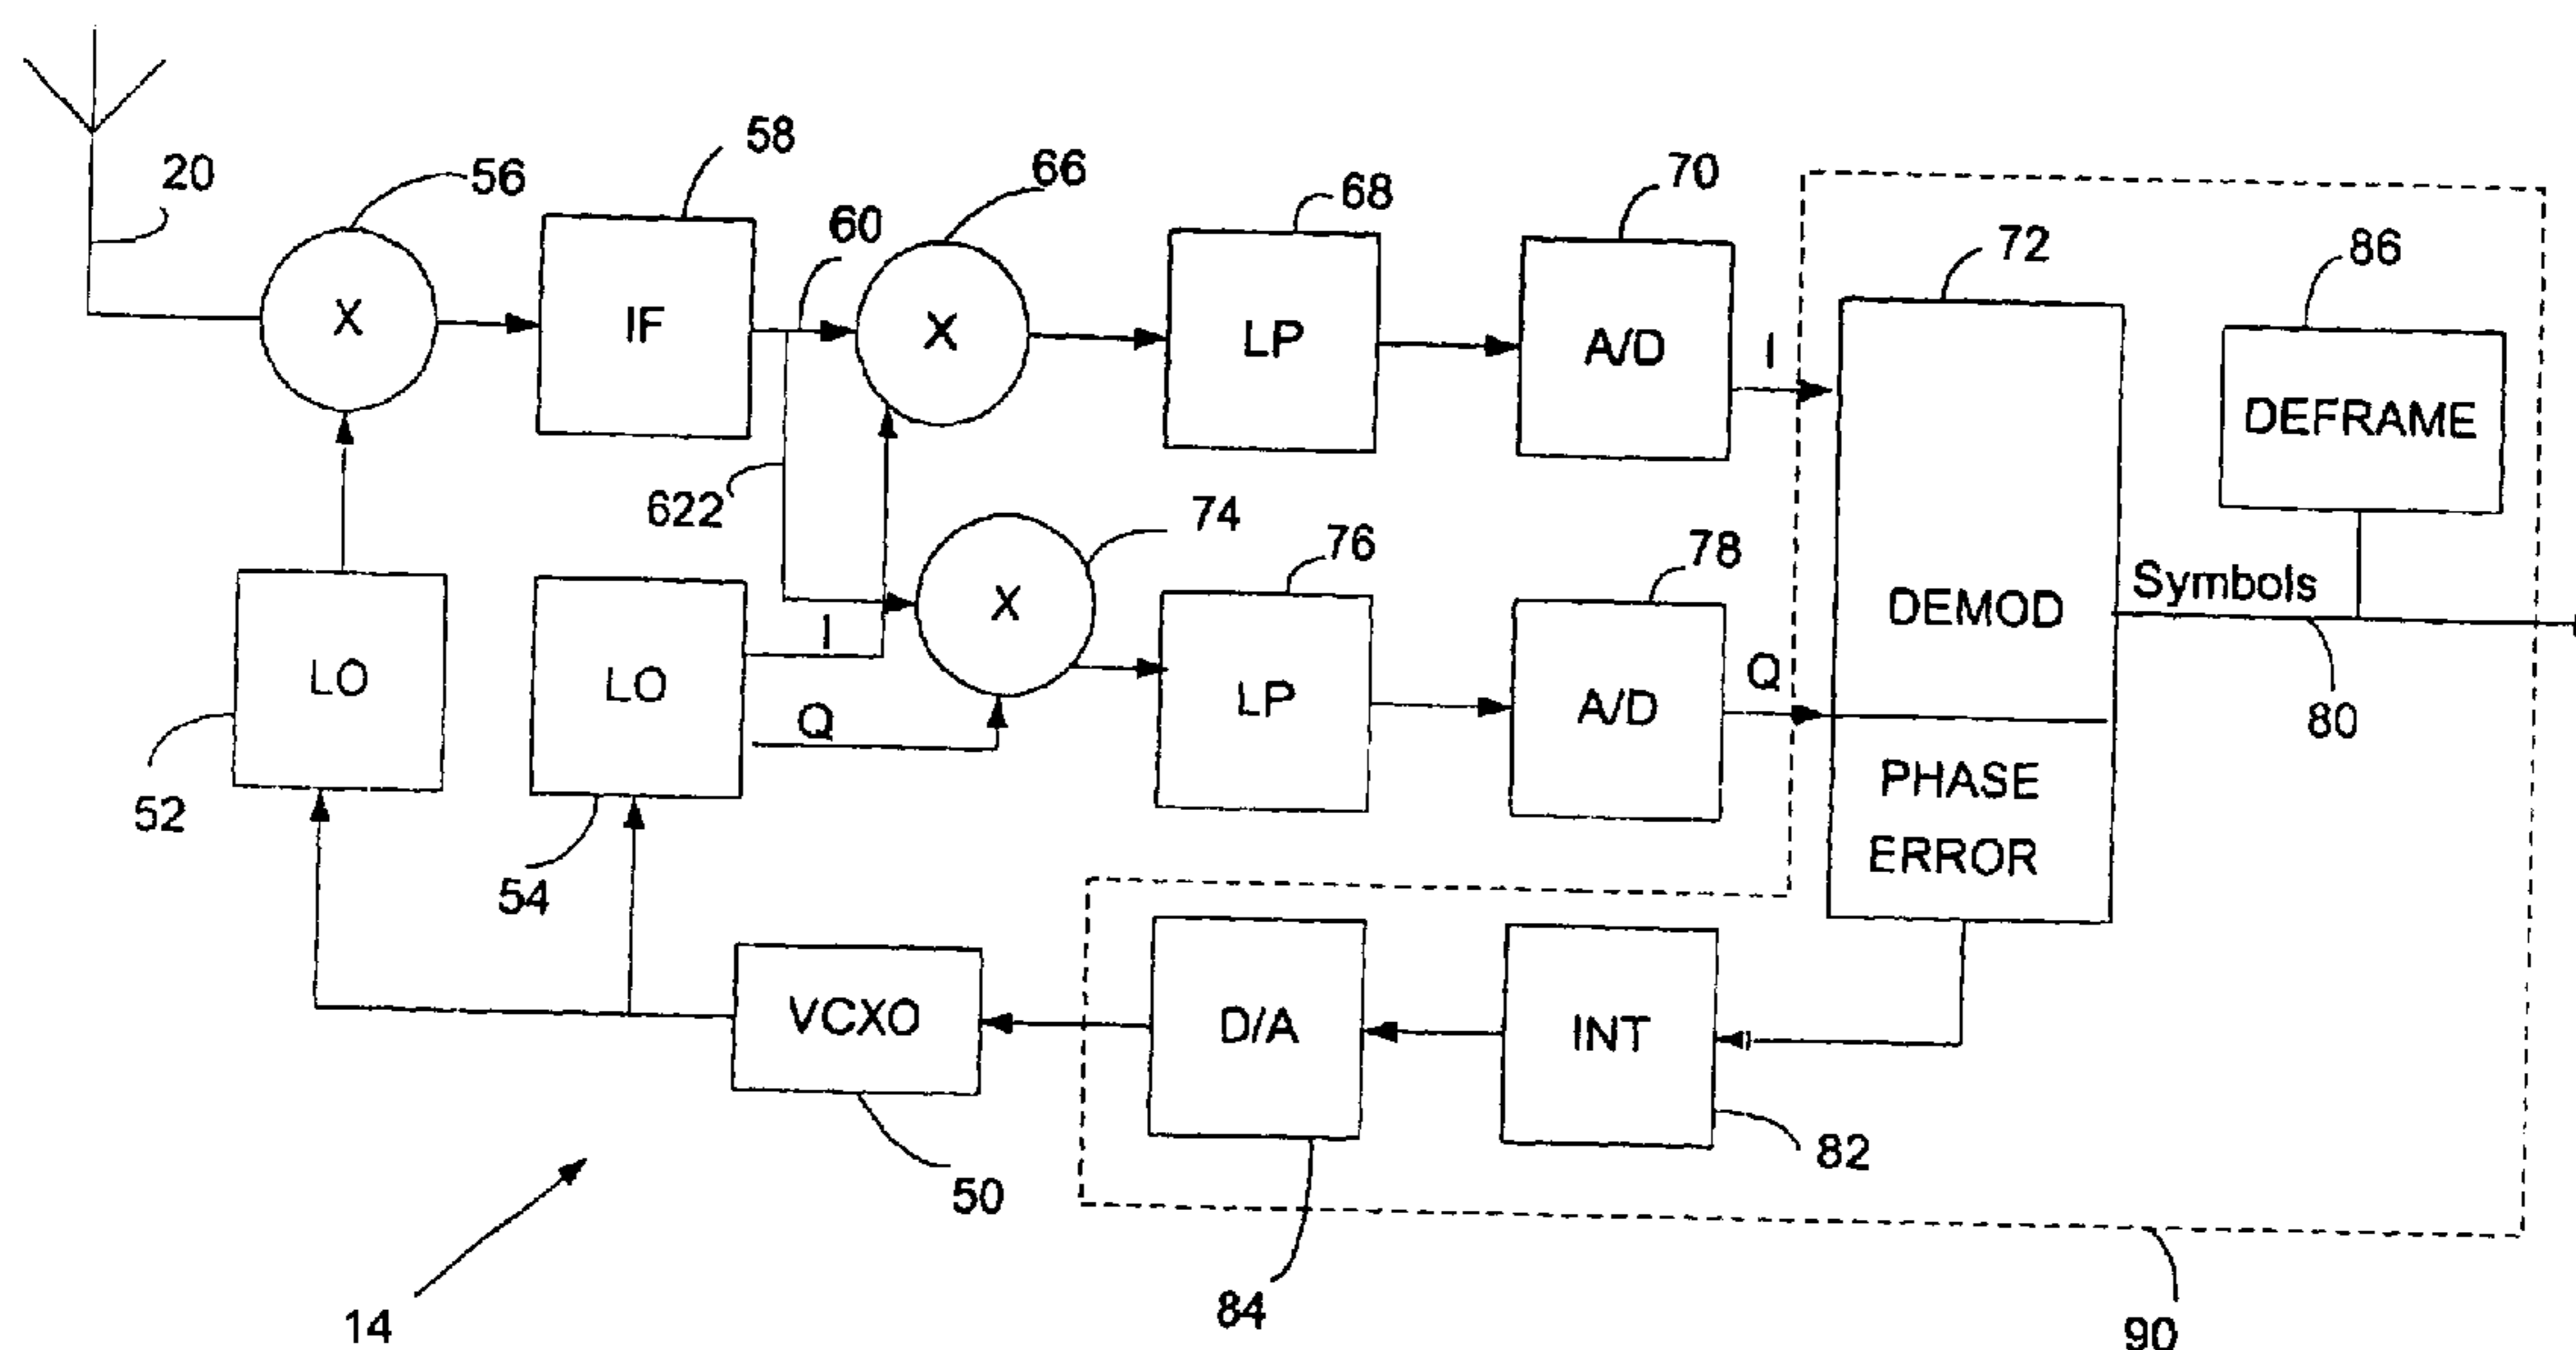 20
56
58
60
66
68
70
72
86
X
IF
X
LP
A/D
I
DEFRAME
622
74
76
78
Symbols
X
DEMOD
I
LO
LO
Q
LP
A/D
Q
80
52
54
PHASE
ERROR
VCXO
D/A
INT
50
82
84
14
90